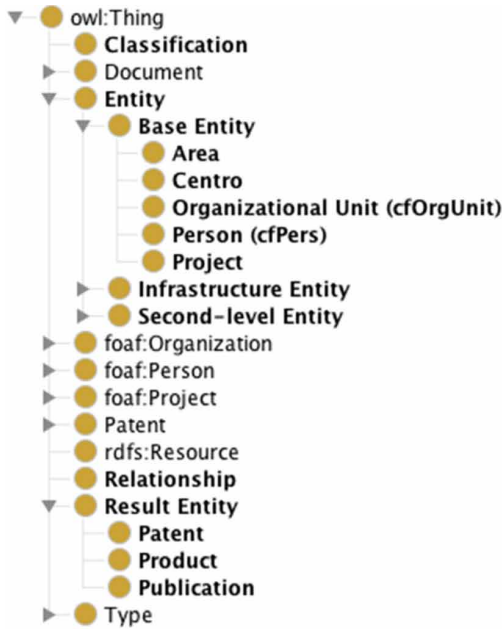 owl:Thing
Classification
Document
Entity
Base Entity
Area
Centro
Organizational Unit (cfOrgUnit)
Person (cfPers)
Project
Infrastructure Entity
Second-level Entity
foaf:Organization
foaf:Person
foaf:Project
Patent
rdfs:Resource
Relationship
Result Entity
Patent
Product
Publication
Type